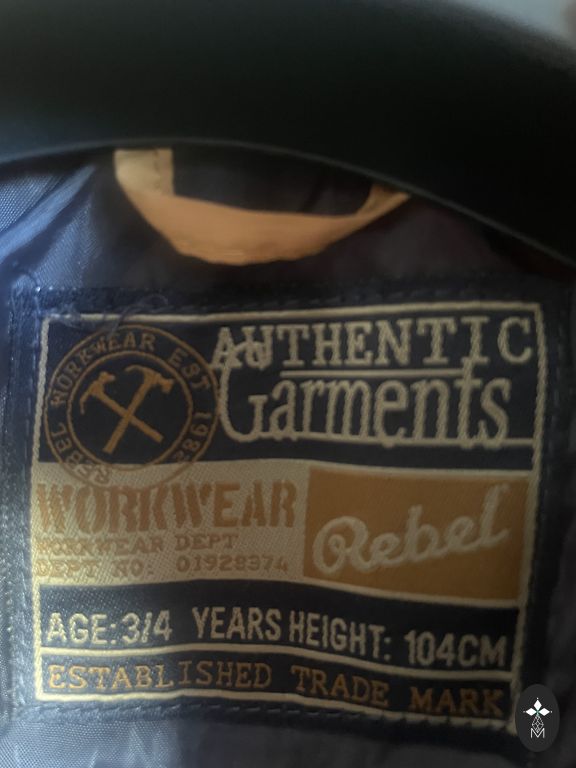 REBEL WORKWEAR EST 1982
AUTHENTIC
Garments
WORKWEAR
WORKWEAR DEPT
DEPT NO: 01928374
Rebel
AGE: 3/4 YEARS HEIGHT: 104CM
ESTABLISHED TRADE MARK
M